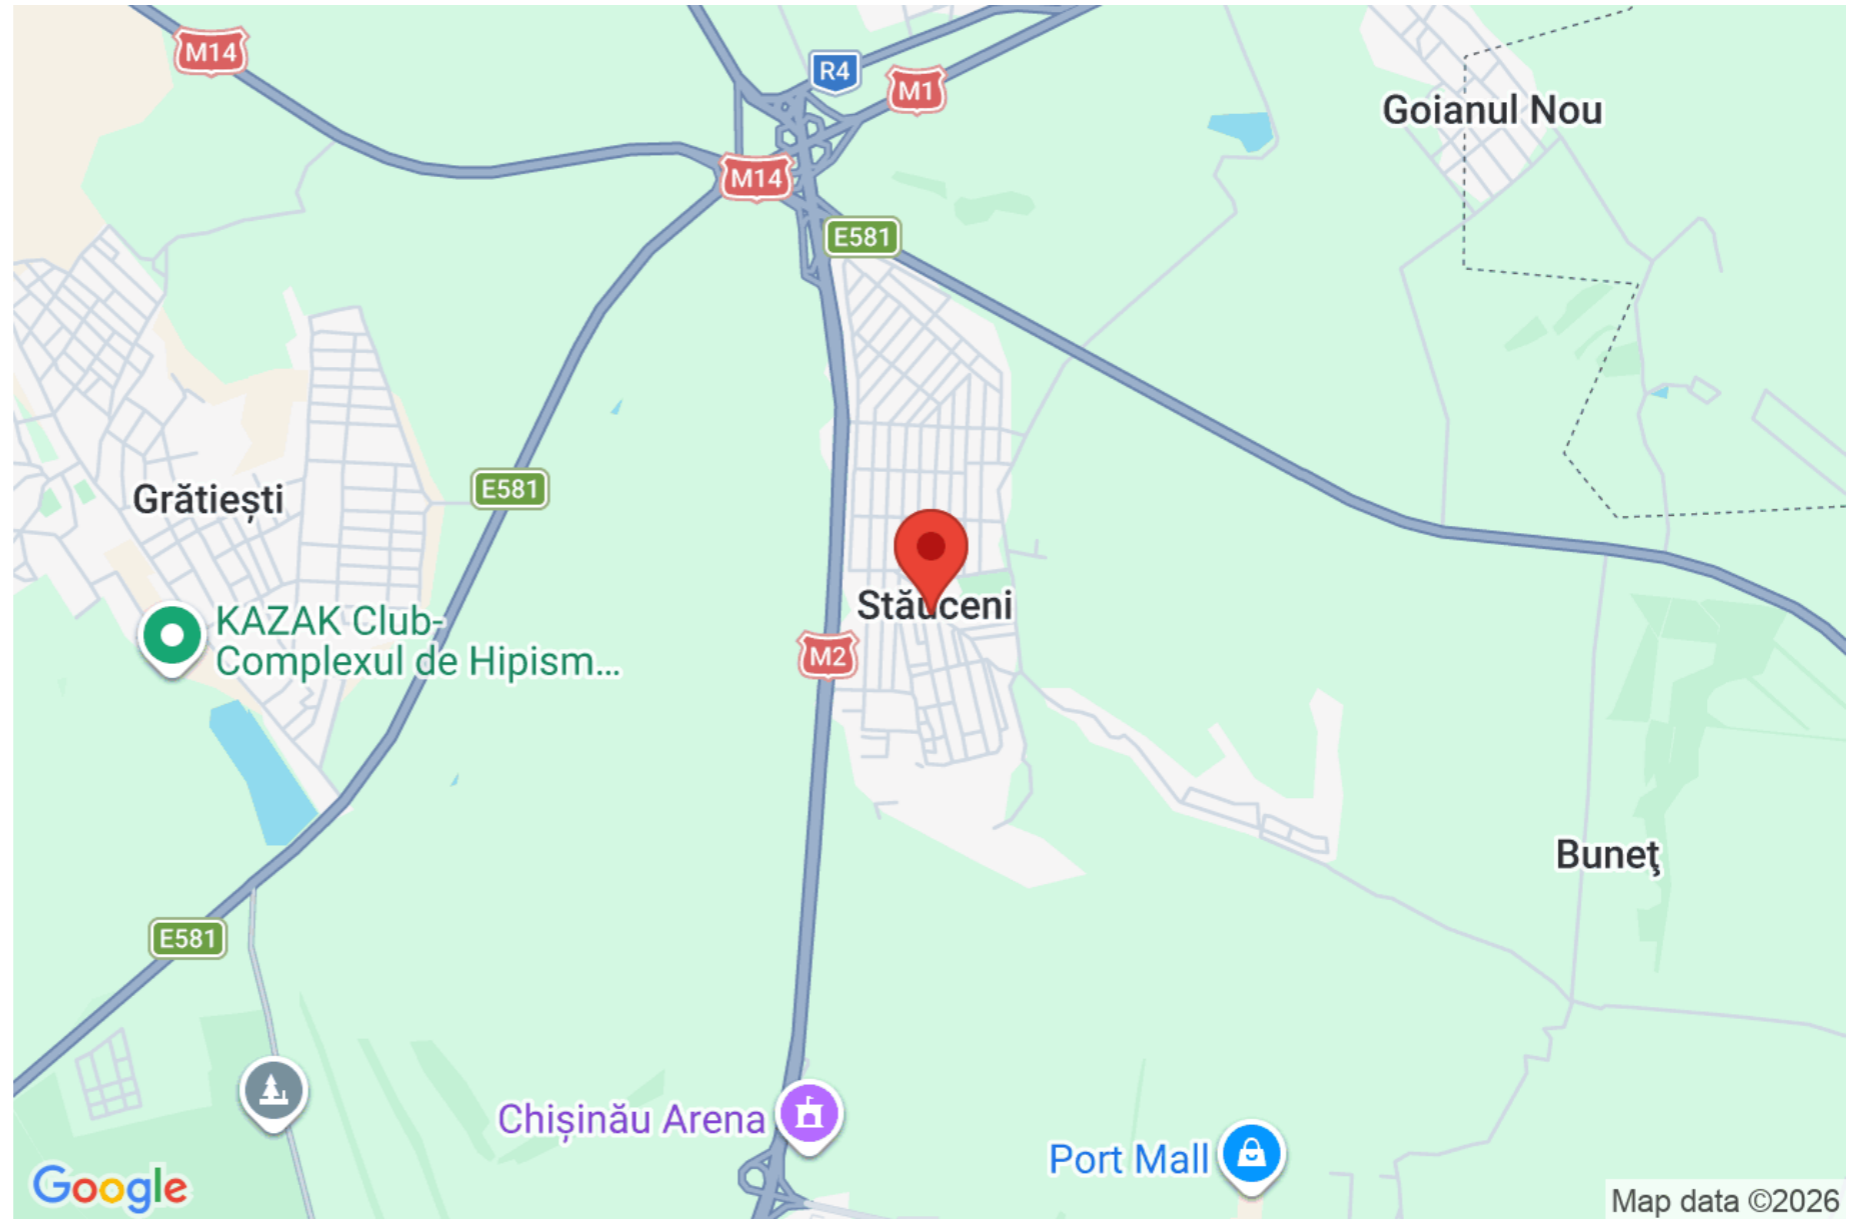 M14
R4
M1
Goianul Nou
M14
E581
Grătiești
E581
Stăuceni
KAZAK Club-
Complexul de Hipism...
M2
Buneţ
E581
Chișinău Arena
Port Mall
Google
Map data ©2026